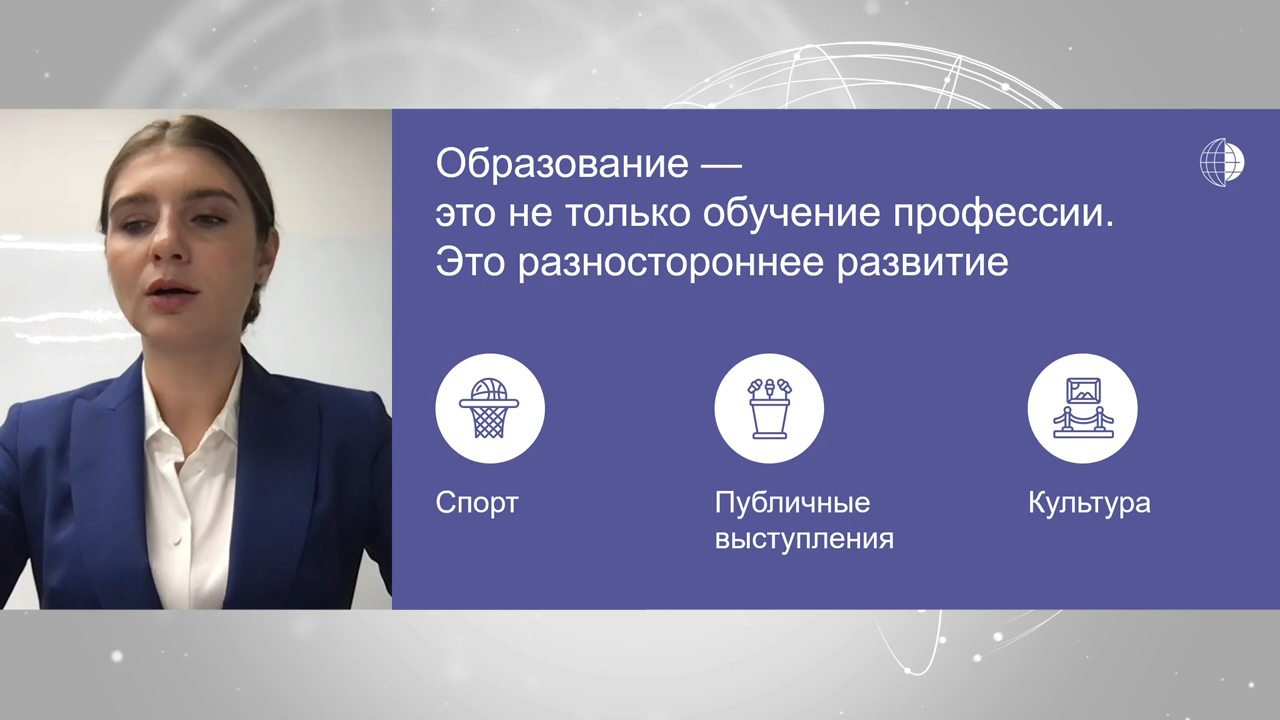 Образование —
это не только обучение профессии.
Это разностороннее развитие
Спорт
Публичные
выступления
Культура